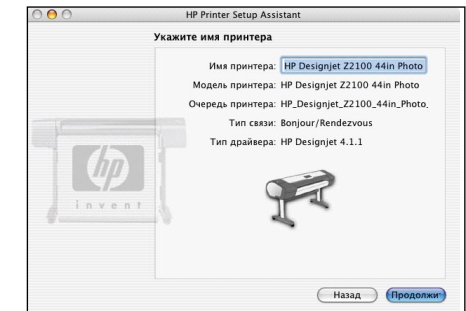 HP Printer Setup Assistant
Укажите имя принтера
Имя принтера: HP Designjet Z2100 44in Photo
Модель принтера: HP Designjet Z2100 44in Photo
Очередь принтера: HP_Designjet_Z2100_44in_Photo.
Тип связи: Bonjour/Rendezvous
Тип драйвера: HP Designjet 4.1.1
hp
invent
Назад Продолжи